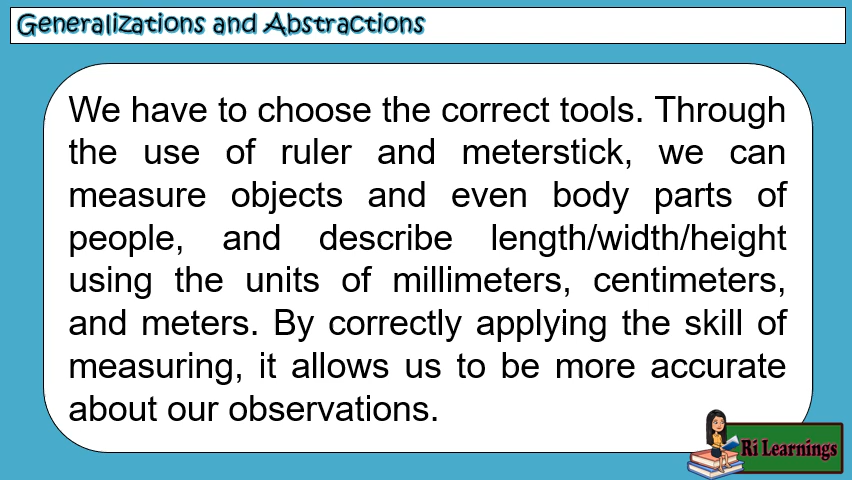 Generalizations and Abstractions
We have to choose the correct tools. Through
the use of ruler and meterstick, we can
measure objects and even body parts of
people, and describe length/width/height
using the units of millimeters, centimeters,
and meters. By correctly applying the skill of
measuring, it allows us to be more accurate
about our observations.
Ri Learnings